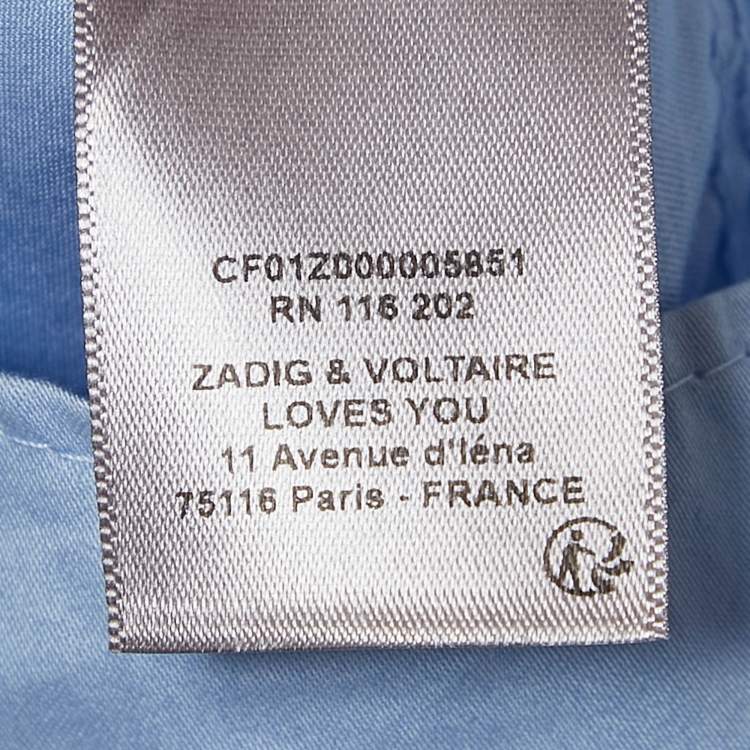 CF01Z000005851
RN 116 202
ZADIG & VOLTAIRE
LOVES YOU
11 Avenue d'Iéna
75116 Paris - FRANCE